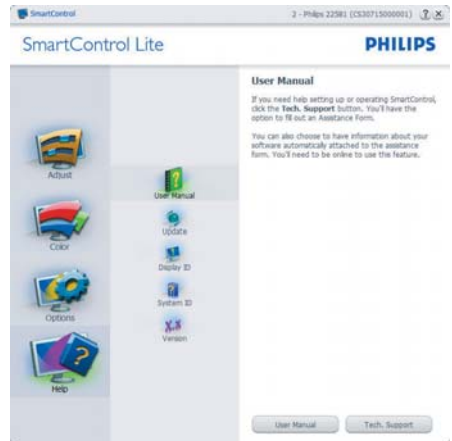 SmartControl
2 - Philips 225B1 (CS30715000001)
SmartControl Lite
PHILIPS
User Manual
If you need help setting up or operating SmartControl,
click the Tech. Support button. You'll have the
option to fill out an Assistance Form.
You can also choose to have information about your
software automatically attached to the assistance
form. You'll need to be online to use this feature.
Adjust
Color
Options
Help
User Manual
Update
Display ID
System ID
Version
User Manual
Tech. Support